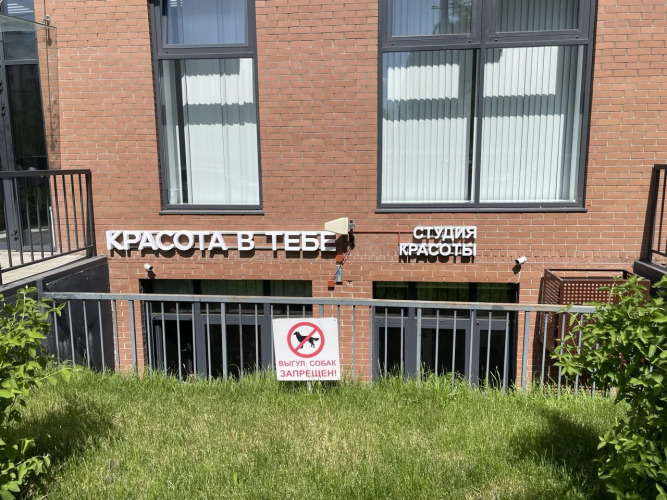 КРАСОТА В ТЕБЕ
СТУДИЯ
КРАСОТЫ
ВЫГУЛ СОБАК
ЗАПРЕЩЕН!